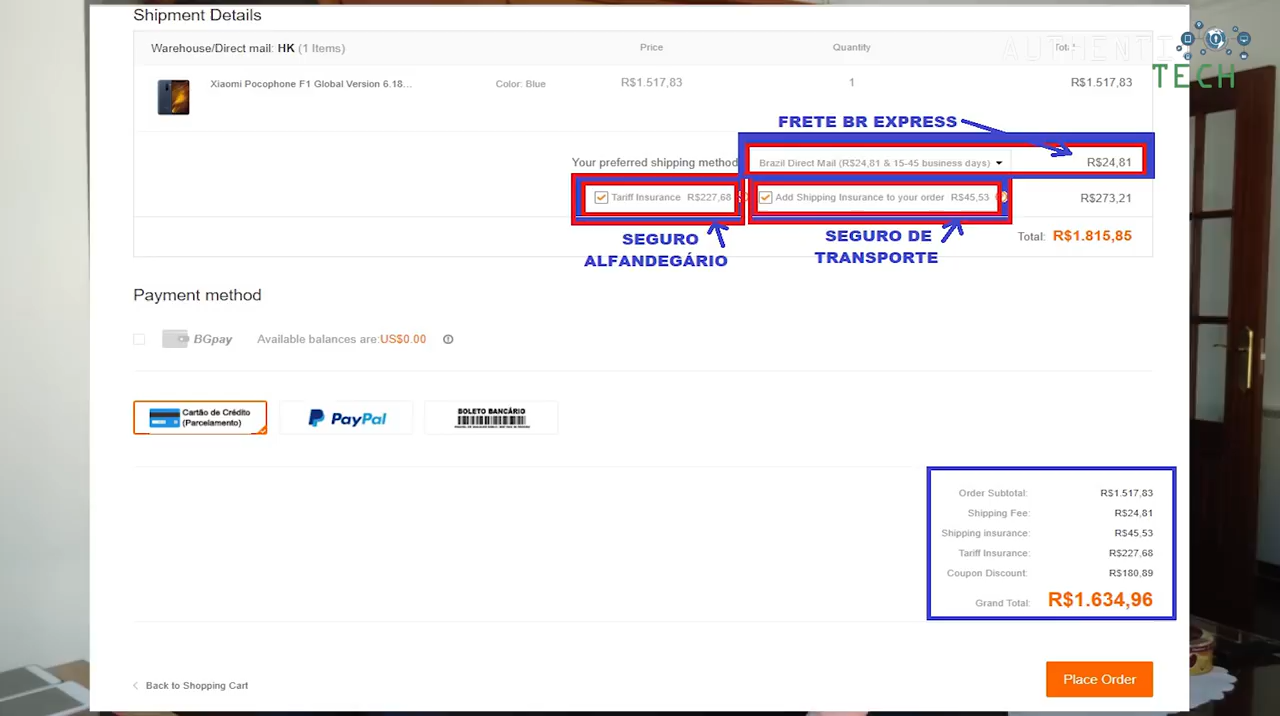 Shipment Details
Warehouse/Direct mail: HK (1 Items) Price Quantity Total
AUTHENTI
TECH
Xiaomi Pocophone F1 Global Version 6.18... Color: Blue R$1.517,83 1 R$1.517,83
FRETE BR EXPRESS
Your preferred shipping method Brazil Direct Mail (R$24,81 & 15-45 business days) R$24,81
Tariff Insurance R$227,68 Add Shipping Insurance to your order R$45,53 R$273,21
SEGURO ALFANDEGÁRIO
SEGURO DE TRANSPORTE
Total: R$1.815,85
Payment method
BGpay Available balances are:US$0.00
Cartão de Crédito
(Parcelamento)
PayPal
BOLETO BANCÁRIO
Order Subtotal: R$1.517,83
Shipping Fee: R$24,81
Shipping insurance: R$45,53
Tariff Insurance: R$227,68
Coupon Discount: R$180,89
Grand Total: R$1.634,96
Back to Shopping Cart
Place Order